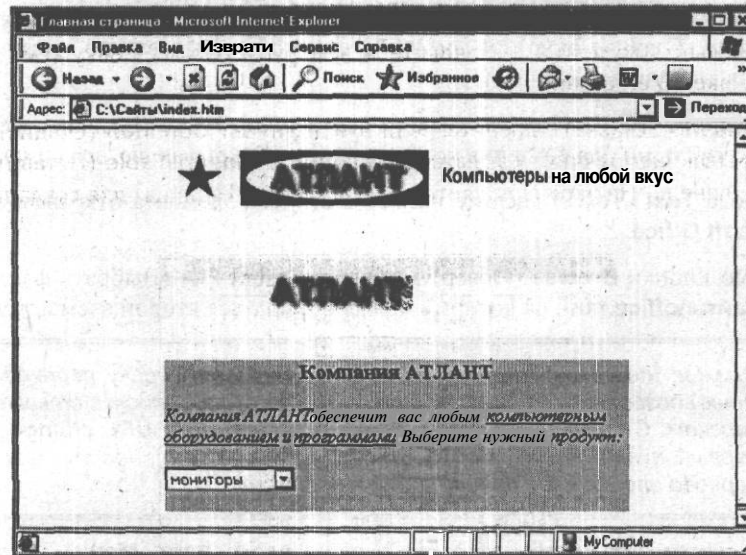 Главная страница - Microsoft Internet Explorer
Файл Правка Вид Изврати Сервис Справка
Назад Поиск Избранное
Адрес: C:\Сайты\index.htm Переход
АТЛАНТ Компьютеры на любой вкус
АТЛАНТ
Компания АТЛАНТ
Компания АТЛАНТобеспечит вас любым компьютерным
оборудованием и программами Выберите нужный продукт:
мониторы
My Computer